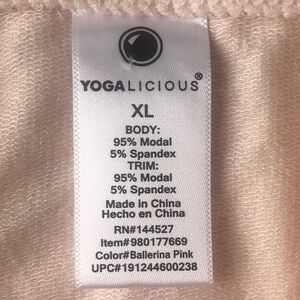 YOGALICIOUS®
XL
BODY:
95% Modal
5% Spandex
TRIM:
95% Modal
5% Spandex
Made in China
Hecho en China
RN#144527
Item#980177669
Color#Ballerina Pink
UPC#191244600238